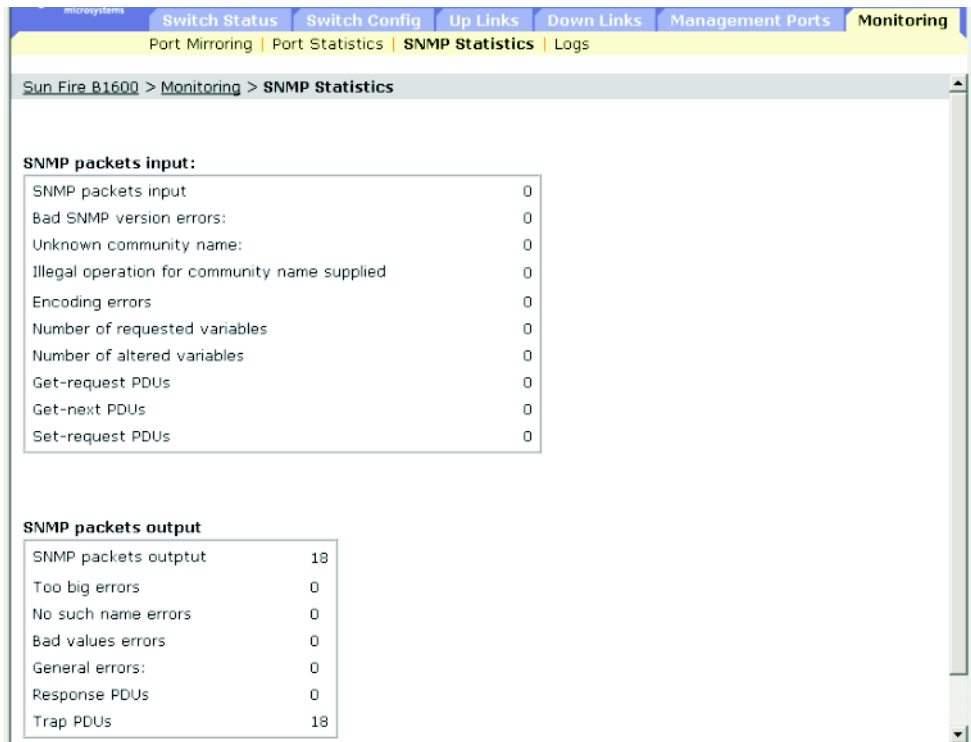 microsystems
Switch Status Switch Config Up Links Down Links Management Ports Monitoring
Port Mirroring | Port Statistics | SNMP Statistics | Logs
Sun Fire B1600 > Monitoring > SNMP Statistics
SNMP packets input:
SNMP packets input 0
Bad SNMP version errors: 0
Unknown community name: 0
Illegal operation for community name supplied 0
Encoding errors 0
Number of requested variables 0
Number of altered variables 0
Get-request PDUs 0
Get-next PDUs 0
Set-request PDUs 0
SNMP packets output
SNMP packets outptut 18
Too big errors 0
No such name errors 0
Bad values errors 0
General errors: 0
Response PDUs 0
Trap PDUs 18